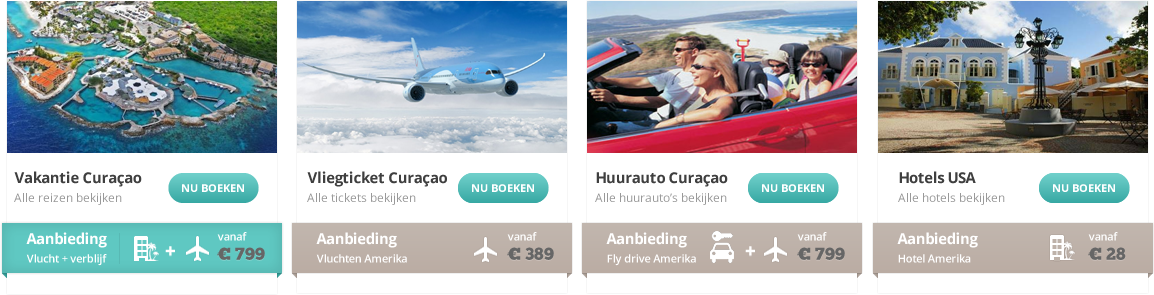 Vakantie Curaçao
Alle reizen bekijken
NU BOEKEN
Aanbieding
Vlucht + verblijf
+
vanaf
€ 799
Vliegticket Curaçao
Alle tickets bekijken
NU BOEKEN
Aanbieding
Vluchten Amerika
vanaf
€ 389
Huurauto Curaçao
Alle huurauto's bekijken
NU BOEKEN
Aanbieding
Fly drive Amerika
+
vanaf
€ 799
Hotels USA
Alle hotels bekijken
NU BOEKEN
Aanbieding
Hotel Amerika
vanaf
€ 28